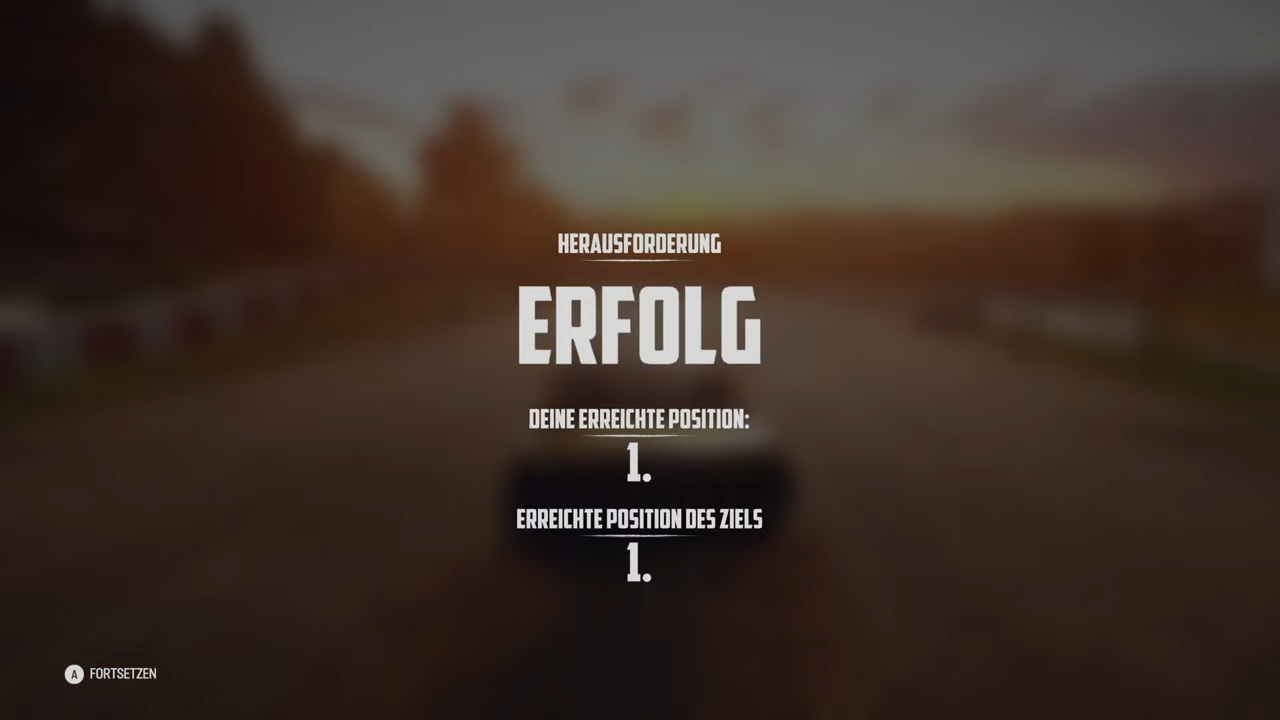 HERAUSFORDERUNG
ERFOLG
DEINE ERREICHTE POSITION:
1.
ERREICHTE POSITION DES ZIELS
1.
A FORTSETZEN